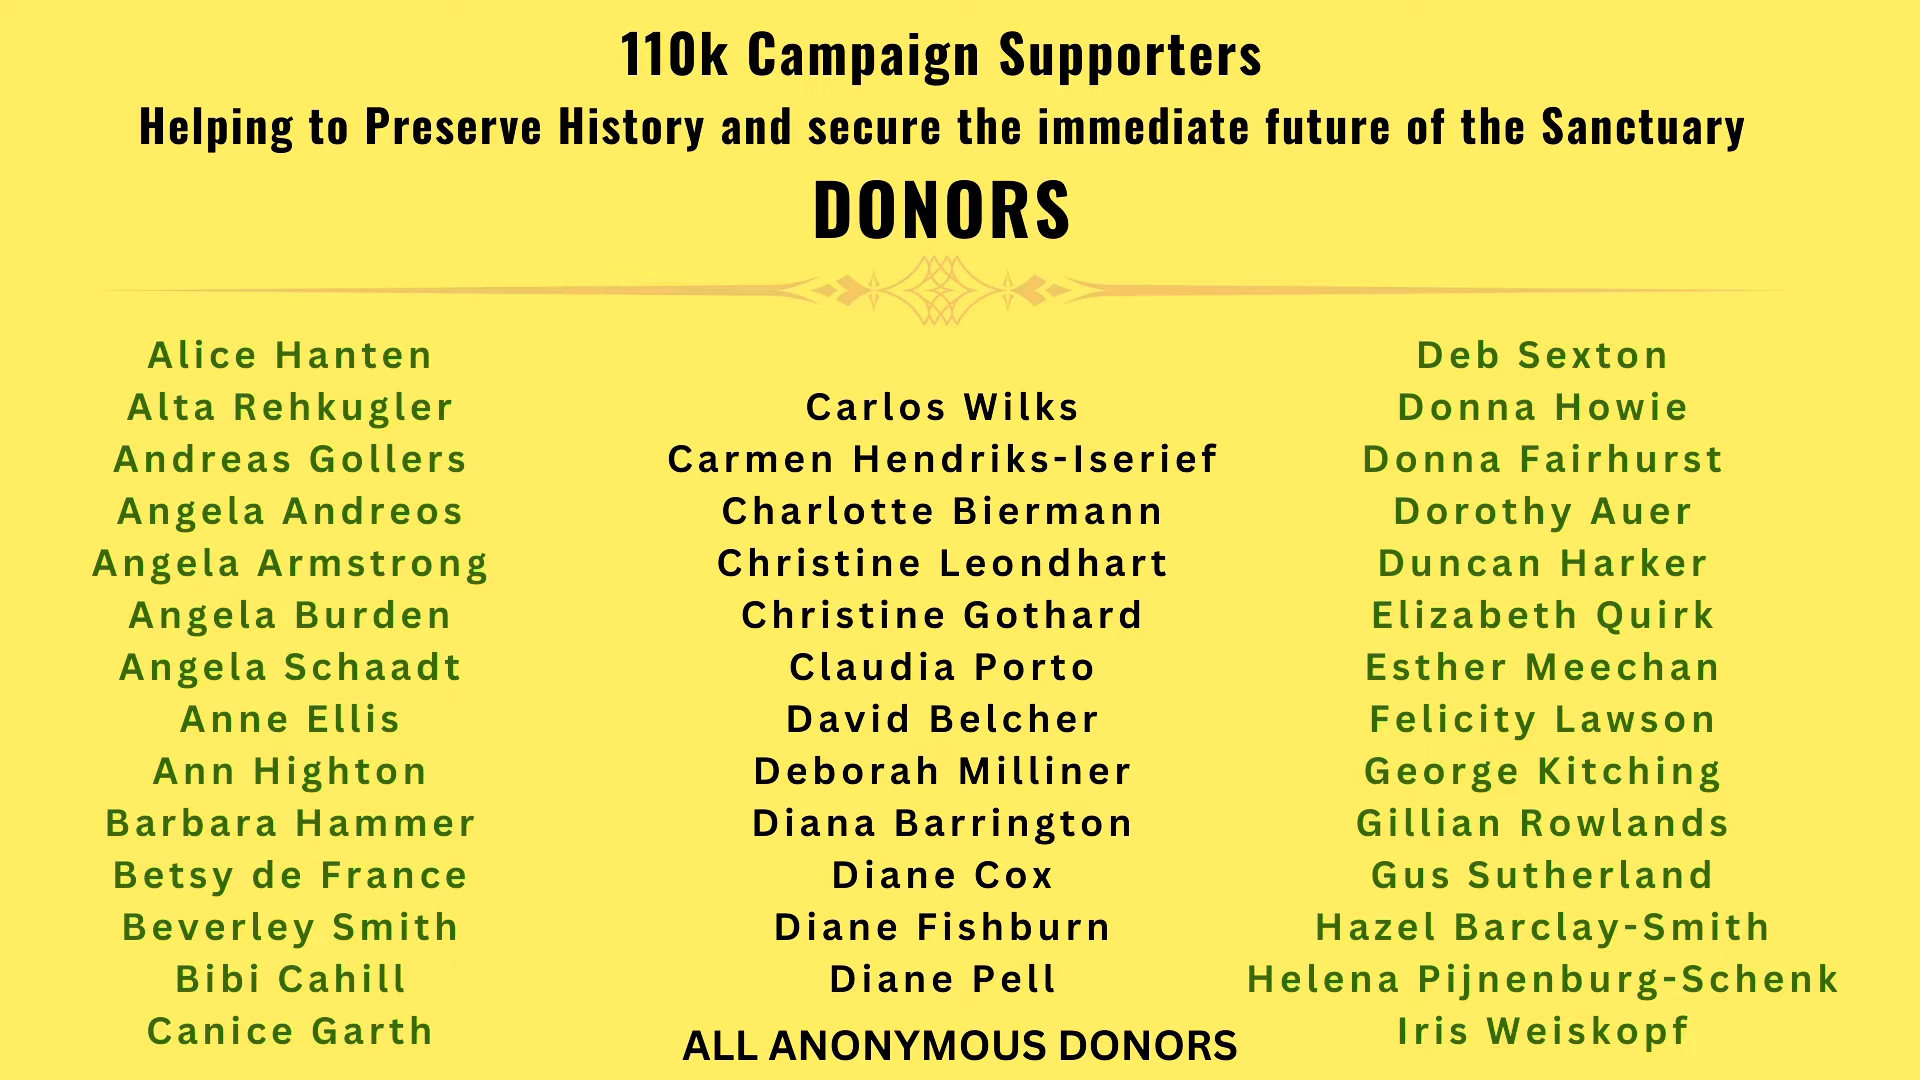 110k Campaign Supporters
Helping to Preserve History and secure the immediate future of the Sanctuary
DONORS
Alice Hanten
Alta Rehkugler
Andreas Gollers
Angela Andreos
Angela Armstrong
Angela Burden
Angela Schaadt
Anne Ellis
Ann Highton
Barbara Hammer
Betsy de France
Beverley Smith
Bibi Cahill
Canice Garth
Carlos Wilks
Carmen Hendriks-Iserief
Charlotte Biermann
Christine Leondhart
Christine Gothard
Claudia Porto
David Belcher
Deborah Milliner
Diana Barrington
Diane Cox
Diane Fishburn
Diane Pell
ALL ANONYMOUS DONORS
Deb Sexton
Donna Howie
Donna Fairhurst
Dorothy Auer
Duncan Harker
Elizabeth Quirk
Esther Meechan
Felicity Lawson
George Kitching
Gillian Rowlands
Gus Sutherland
Hazel Barclay-Smith
Helena Pijnenburg-Schenk
Iris Weiskopf